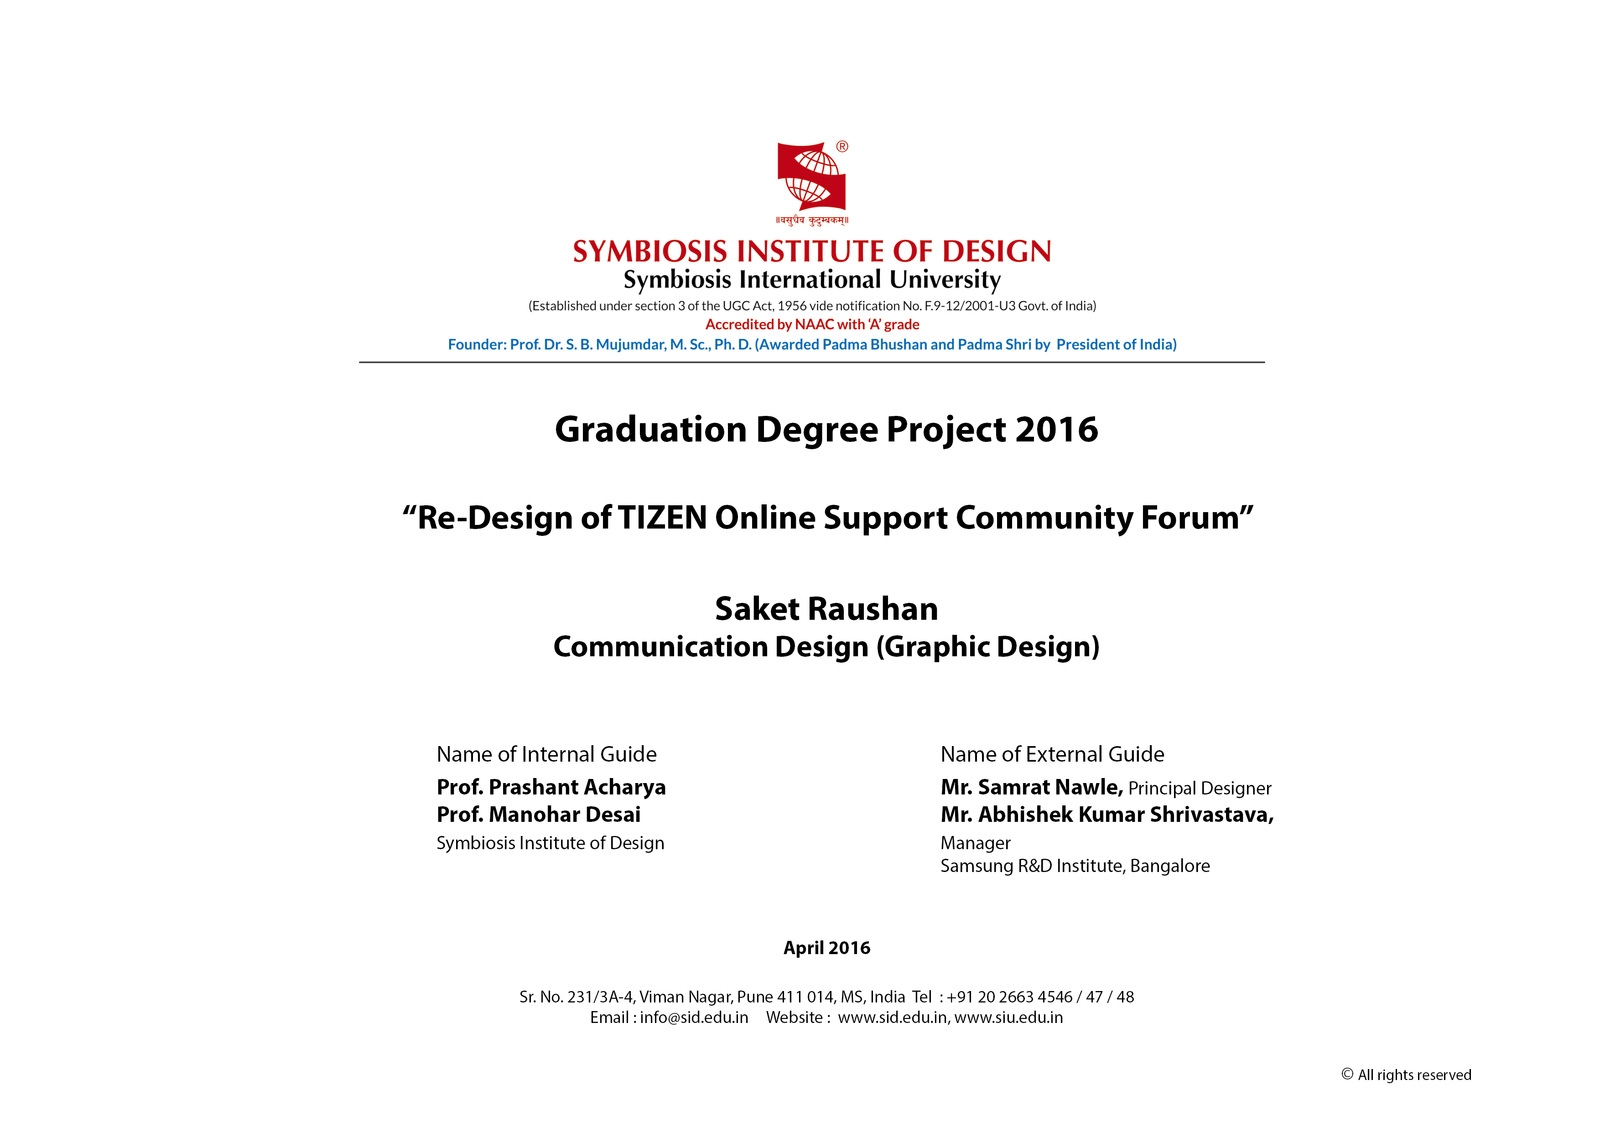 ®
॥वसुधैव कुटुम्बकम्॥
SYMBIOSIS INSTITUTE OF DESIGN
Symbiosis International University
(Established under section 3 of the UGC Act, 1956 vide notification No. F.9-12/2001-U3 Govt. of India)
Accredited by NAAC with ‘A’ grade
Founder: Prof. Dr. S. B. Mujumdar, M. Sc., Ph. D. (Awarded Padma Bhushan and Padma Shri by President of India)
Graduation Degree Project 2016
“Re-Design of TIZEN Online Support Community Forum”
Saket Raushan
Communication Design (Graphic Design)
Name of Internal Guide
Prof. Prashant Acharya
Prof. Manohar Desai
Symbiosis Institute of Design
Name of External Guide
Mr. Samrat Nawle, Principal Designer
Mr. Abhishek Kumar Shrivastava,
Manager
Samsung R&D Institute, Bangalore
April 2016
Sr. No. 231/3A-4, Viman Nagar, Pune 411 014, MS, India Tel : +91 20 2663 4546 / 47 / 48
Email : info@sid.edu.in Website : www.sid.edu.in, www.siu.edu.in
© All rights reserved